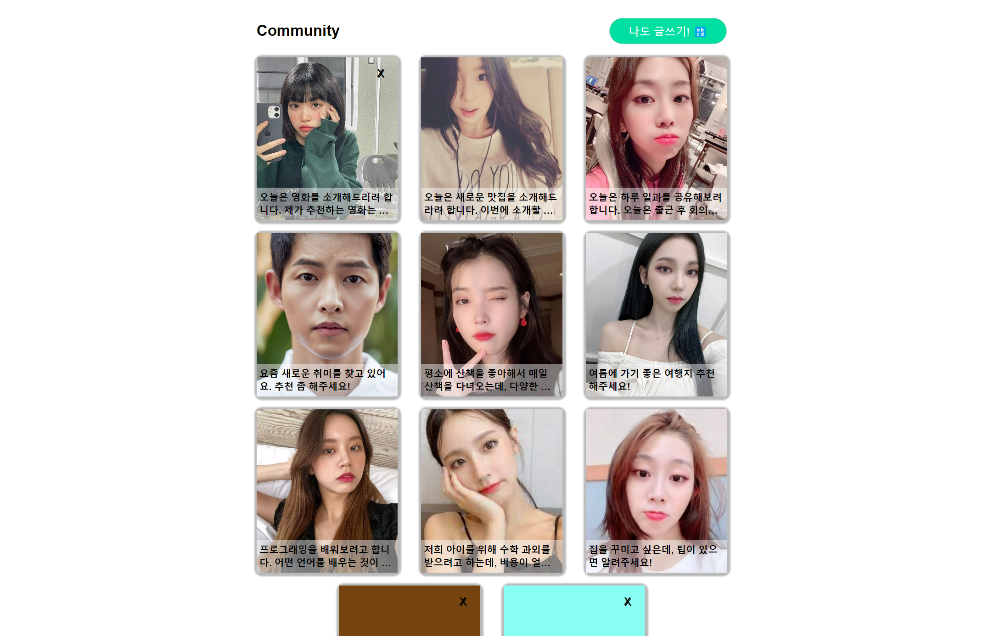 Community
나도 글쓰기! abcd
X
오늘은 영화를 소개해드리려 합
니다. 제가 추천하는 영화는 ...
DO YOU
오늘은 새로운 맛집을 소개해드
리려 합니다. 이번에 소개할 ...
오늘은 하루 일과를 공유해보려
합니다. 오늘은 출근 후 회의...
요즘 새로운 취미를 찾고 있어
요. 추천 좀 해주세요!
평소에 산책을 좋아해서 매일
산책을 다녀오는데, 다양한 ...
여름에 가기 좋은 여행지 추천
해주세요!
프로그래밍을 배워보려고 합니
다. 어떤 언어를 배우는 것이 ...
저희 아이를 위해 수학 과외를
받으려고 하는데, 비용이 얼...
집을 꾸미고 싶은데, 팁이 있으
면 알려주세요!
X
X